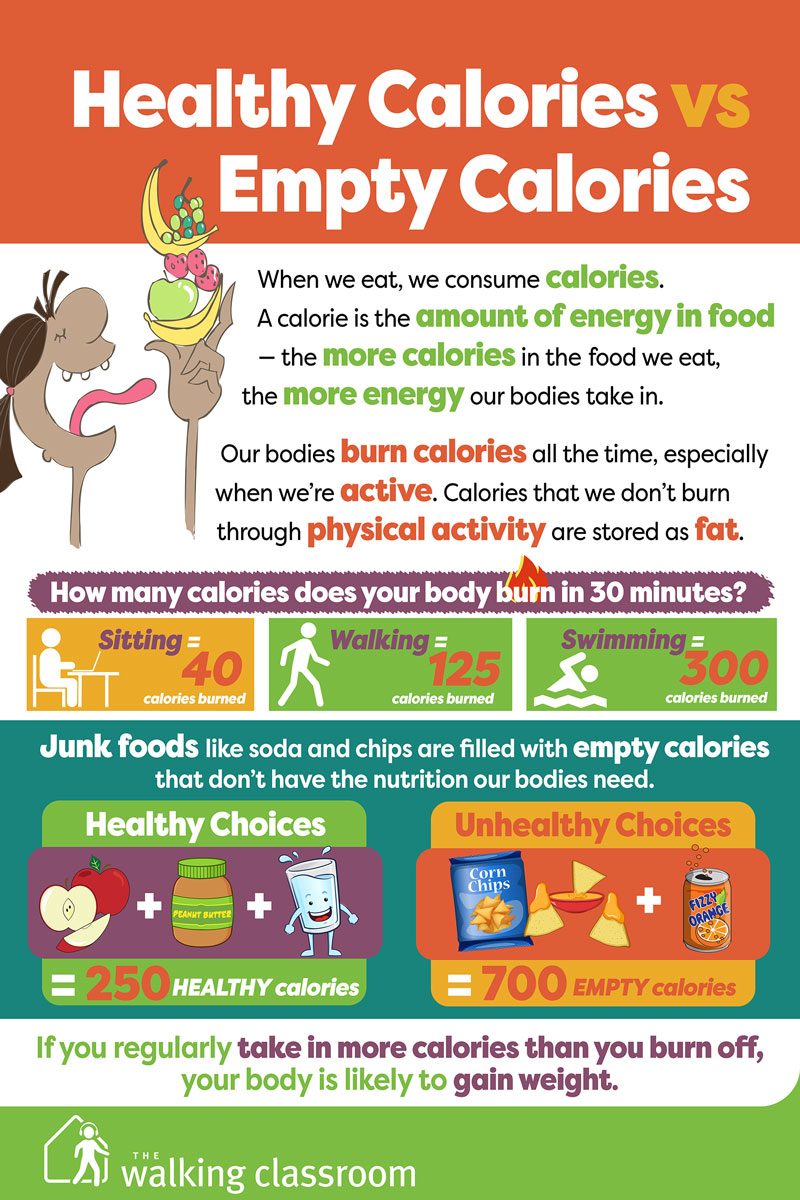 Healthy Calories vs
Empty Calories
When we eat, we consume calories.
A calorie is the amount of energy in food
– the more calories in the food we eat,
the more energy our bodies take in.
Our bodies burn calories all the time, especially
when we're active. Calories that we don't burn
through physical activity are stored as fat.
How many calories does your body burn in 30 minutes?
Sitting =
40
calories burned
Walking =
125
calories burned
Swimming =
300
calories burned
Junk foods like soda and chips are filled with empty calories
that don't have the nutrition our bodies need.
Healthy Choices
+
PEANUT BUTTER
+
= 250 HEALTHY calories
Unhealthy Choices
Corn
Chips
+
FIZZY
ORANGE
= 700 EMPTY calories
If you regularly take in more calories than you burn off,
your body is likely to gain weight.
THE
walking classroom